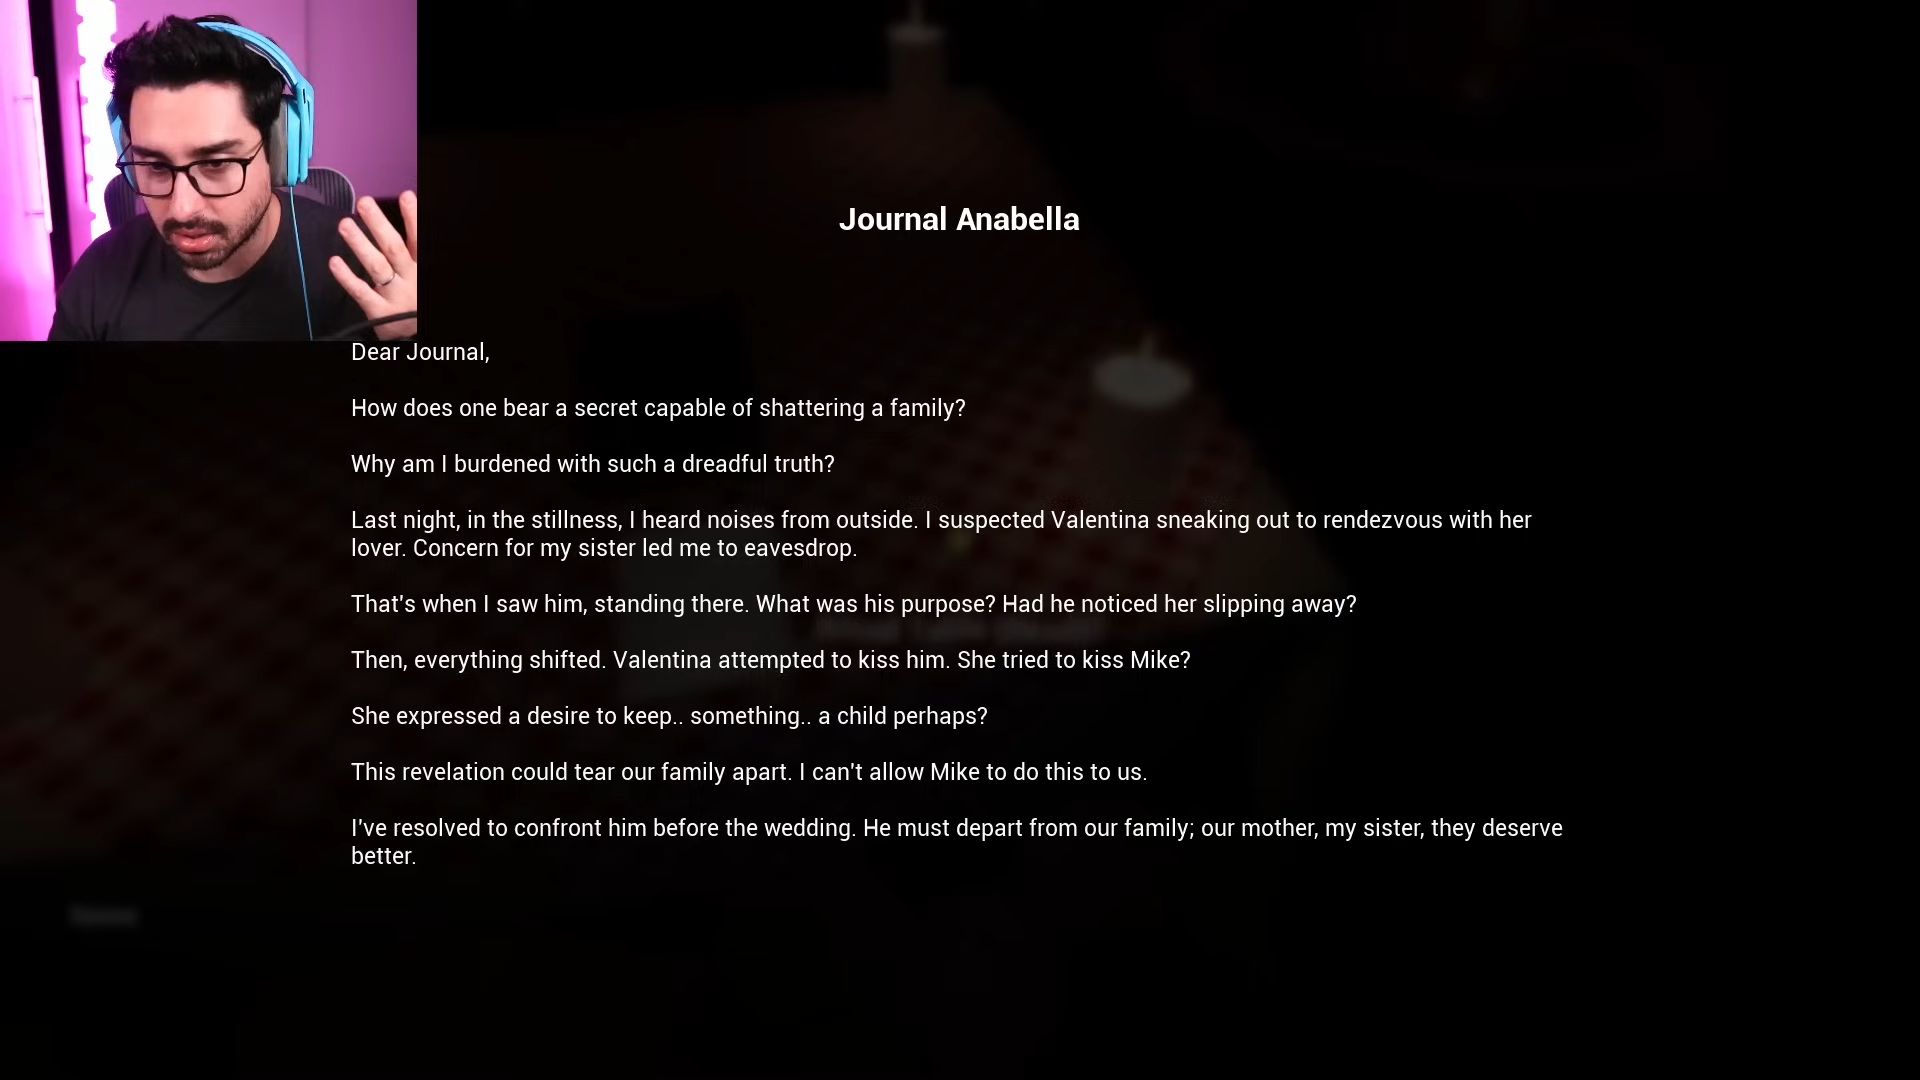 Journal Anabella
Dear Journal,
How does one bear a secret capable of shattering a family?
Why am I burdened with such a dreadful truth?
Last night, in the stillness, I heard noises from outside. I suspected Valentina sneaking out to rendezvous with her
lover. Concern for my sister led me to eavesdrop.
That's when I saw him, standing there. What was his purpose? Had he noticed her slipping away?
Then, everything shifted. Valentina attempted to kiss him. She tried to kiss Mike?
She expressed a desire to keep.. something.. a child perhaps?
This revelation could tear our family apart. I can't allow Mike to do this to us.
I've resolved to confront him before the wedding. He must depart from our family; our mother, my sister, they deserve
better.